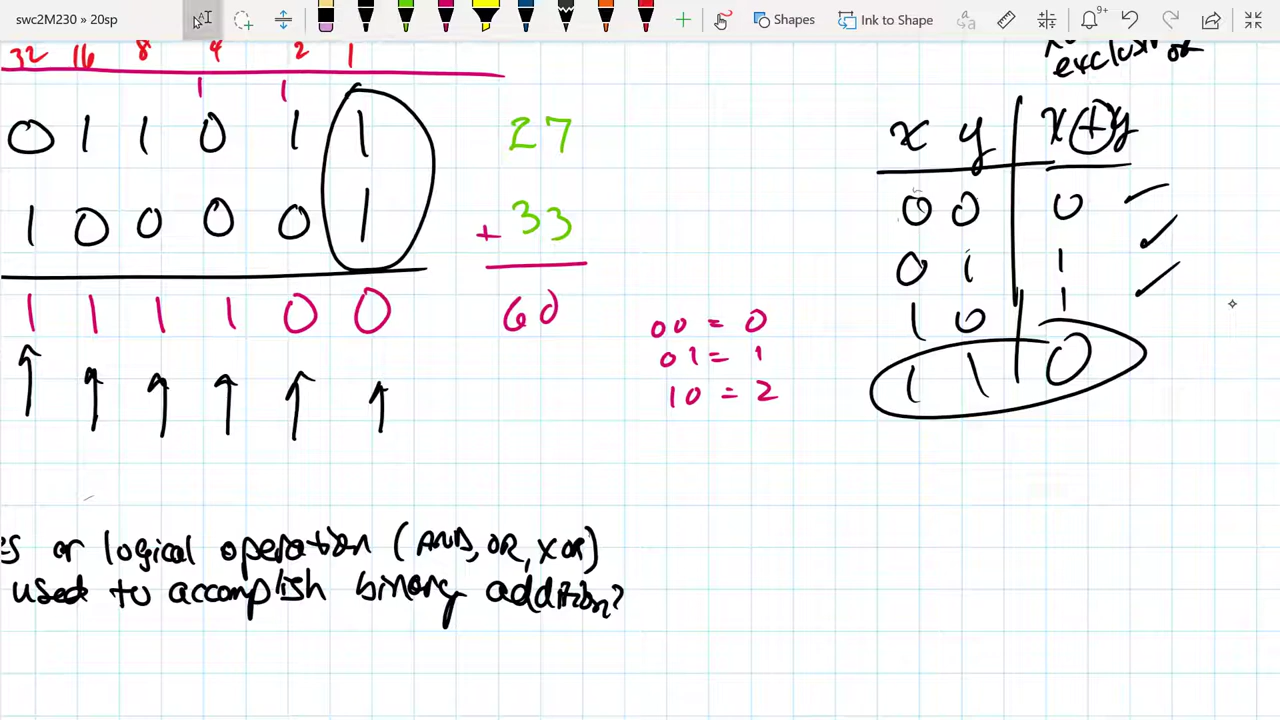 swc2M230 » 20sp
Shapes
Ink to Shape
9+
32 16 8 4 2 1
1 1
0 1 1 0 1 1 27
1 0 0 0 0 1 + 33
1 1 1 1 0 0 60
00 = 0
01 = 1
10 = 2
exclusive or
x y x⊕y
0 0 0
0 1 1
1 0 1
1 1 0
or logical operation (AND, OR, XOR)
used to accomplish binary addition?